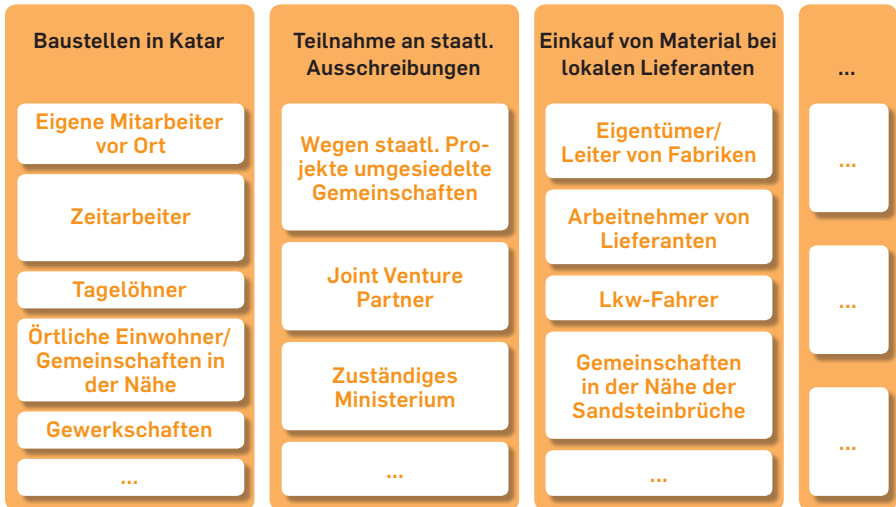 Baustellen in Katar
Eigene Mitarbeiter
vor Ort
Zeitarbeiter
Tagelöhner
Örtliche Einwohner/
Gemeinschaften in
der Nähe
Gewerkschaften
...
Teilnahme an staatl.
Ausschreibungen
Wegen staatl. Pro-
jekte umgesiedelte
Gemeinschaften
Joint Venture
Partner
Zuständiges
Ministerium
...
Einkauf von Material bei
lokalen Lieferanten
Eigentümer/
Leiter von Fabriken
Arbeitnehmer von
Lieferanten
Lkw-Fahrer
Gemeinschaften
in der Nähe der
Sandsteinbrüche
...
...
...
...
...